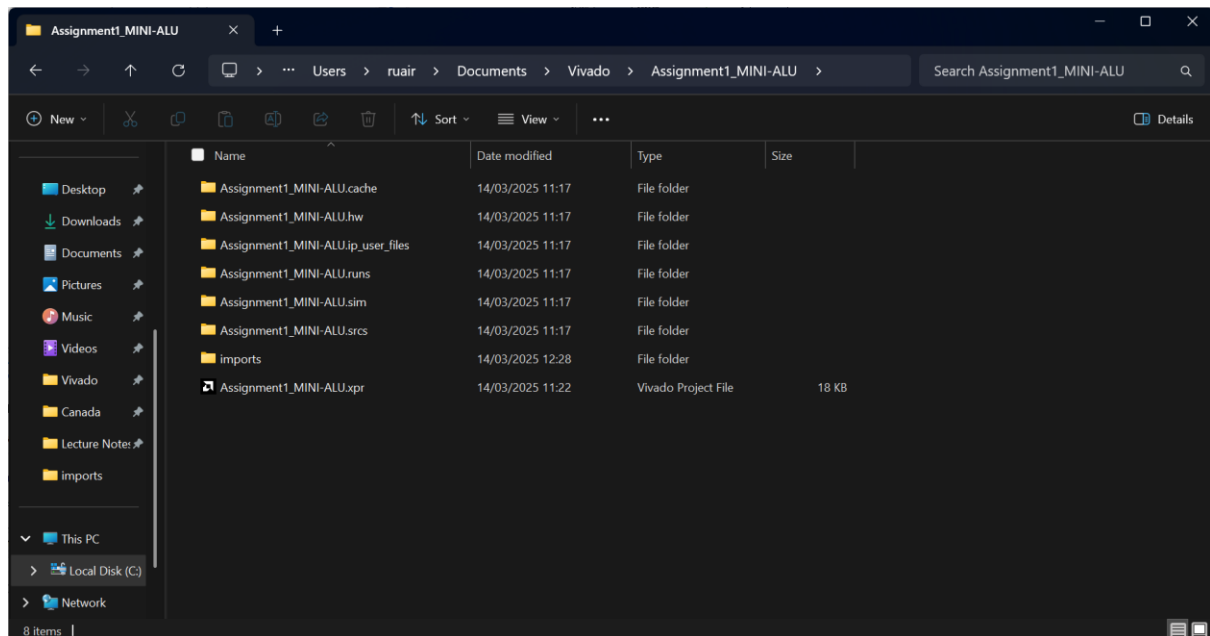 Assignment1_MINI-ALU
Users > ruair > Documents > Vivado > Assignment1_MINI-ALU >
Search Assignment1_MINI-ALU
New
Sort
View
Details
Name Date modified Type Size
Desktop
Downloads
Documents
Pictures
Music
Videos
Vivado
Canada
Lecture Notes
imports
This PC
Local Disk (C:)
Network
Assignment1_MINI-ALU.cache 14/03/2025 11:17 File folder
Assignment1_MINI-ALU.hw 14/03/2025 11:17 File folder
Assignment1_MINI-ALU.ip_user_files 14/03/2025 11:17 File folder
Assignment1_MINI-ALU.runs 14/03/2025 11:17 File folder
Assignment1_MINI-ALU.sim 14/03/2025 11:17 File folder
Assignment1_MINI-ALU.srcs 14/03/2025 11:17 File folder
imports 14/03/2025 12:28 File folder
Assignment1_MINI-ALU.xpr 14/03/2025 11:22 Vivado Project File 18 KB
8 items